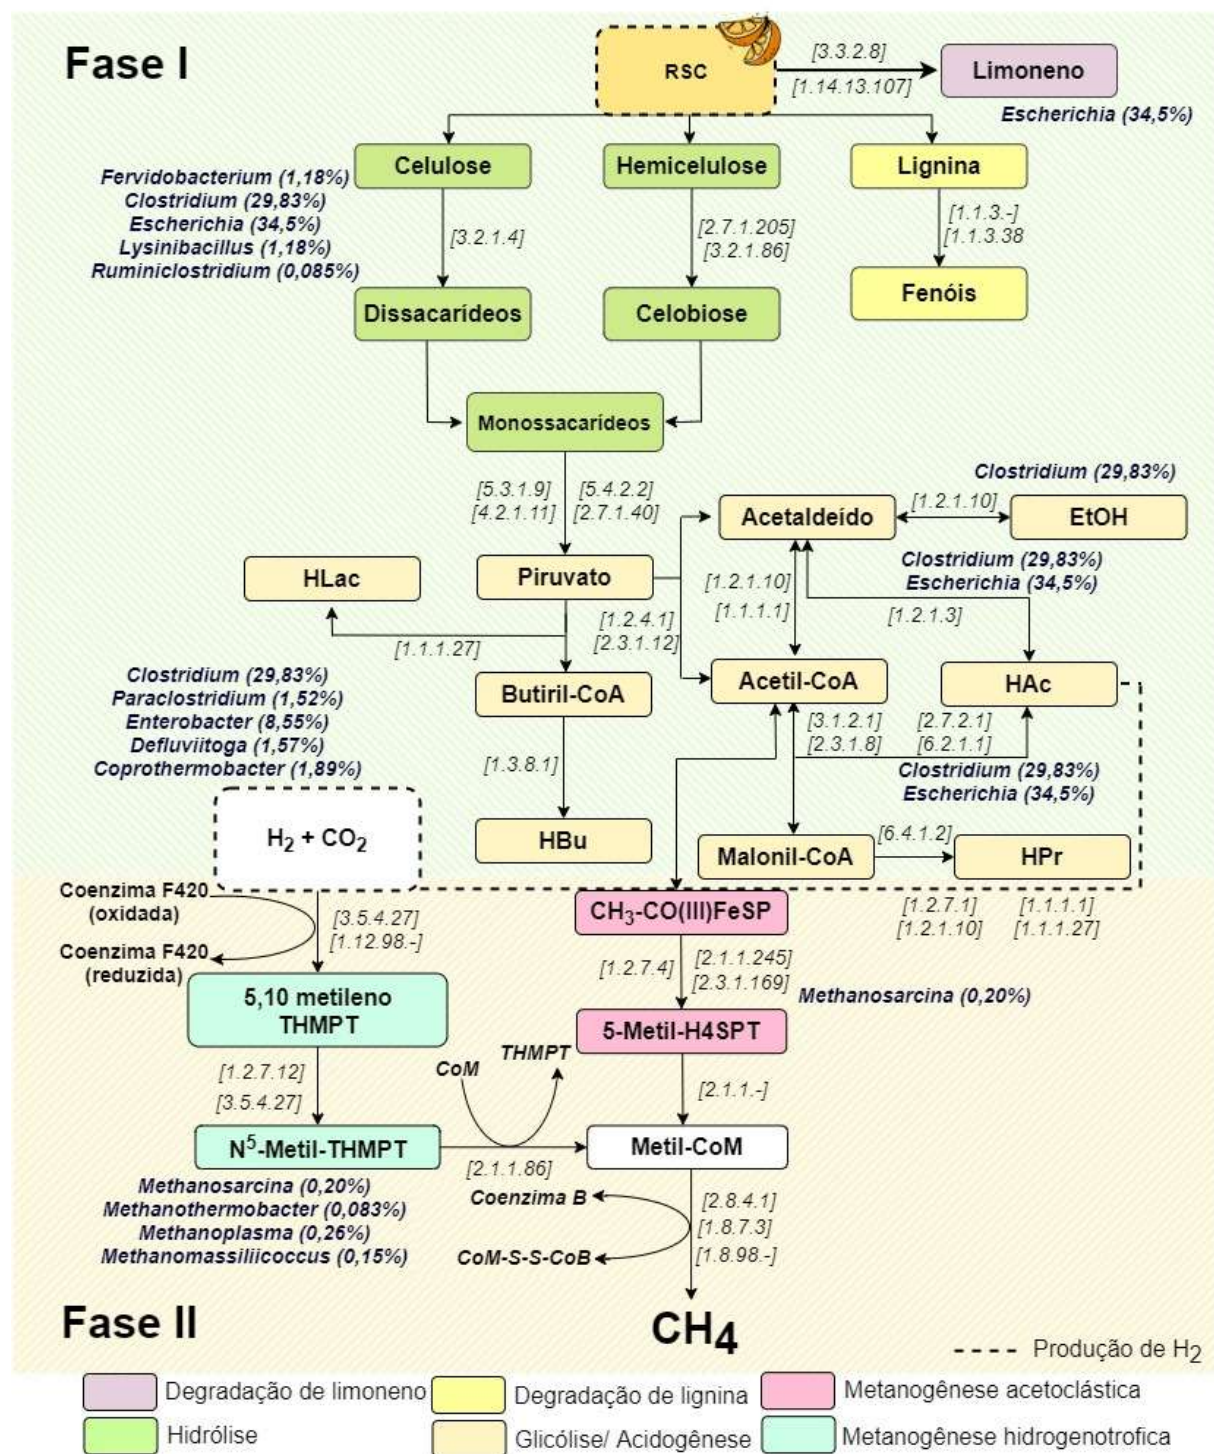 Fase I
RSC
[3.3.2.8]
[1.14.13.107]
Limoneno
Escherichia (34,5%)
Celulose
Hemicelulose
Lignina
Fervidobacterium (1,18%)
Clostridium (29,83%)
Escherichia (34,5%)
Lysinibacillus (1,18%)
Ruminiclostridium (0,085%)
[3.2.1.4]
[2.7.1.205]
[3.2.1.86]
[1.1.3.-]
[1.1.3.38
Dissacarídeos
Celobiose
Fenóis
Monossacarídeos
[5.3.1.9]
[4.2.1.11]
[5.4.2.2]
[2.7.1.40]
Clostridium (29,83%)
Acetaldeído
[1.2.1.10]
EtOH
HLac
Piruvato
Clostridium (29,83%)
Escherichia (34,5%)
[1.2.1.10]
[1.1.1.1]
[1.2.1.3]
[1.1.1.27]
[1.2.4.1]
[2.3.1.12]
Clostridium (29,83%)
Paraclostridium (1,52%)
Enterobacter (8,55%)
Defluviitoga (1,57%)
Coprothermobacter (1,89%)
Butiril-CoA
Acetil-CoA
HAc
[3.1.2.1]
[2.3.1.8]
[2.7.2.1]
[6.2.1.1]
Clostridium (29,83%)
Escherichia (34,5%)
[1.3.8.1]
H2 + CO2
HBu
Malonil-CoA
[6.4.1.2]
HPr
Coenzima F420
(oxidada)
[3.5.4.27]
[1.12.98.-]
Coenzima F420
(reduzida)
CH3-CO(III)FeSP
[1.2.7.1]
[1.2.1.10]
[1.1.1.1]
[1.1.1.27]
[1.2.7.4]
[2.1.1.245]
[2.3.1.169]
Methanosarcina (0,20%)
5,10 metileno
THMPT
5-Metil-H4SPT
[1.2.7.12]
[3.5.4.27]
CoM
THMPT
[2.1.1.-]
N5-Metil-THMPT
[2.1.1.86]
Metil-CoM
Methanosarcina (0,20%)
Methanothermobacter (0,083%)
Methanoplasma (0,26%)
Methanomassiliicoccus (0,15%)
Coenzima B
CoM-S-S-CoB
[2.8.4.1]
[1.8.7.3]
[1.8.98.-]
Fase II
CH4
Produção de H2
Degradação de limoneno
Degradação de lignina
Metanogênese acetoclástica
Hidrólise
Glicólise/ Acidogênese
Metanogênese hidrogenotrofica